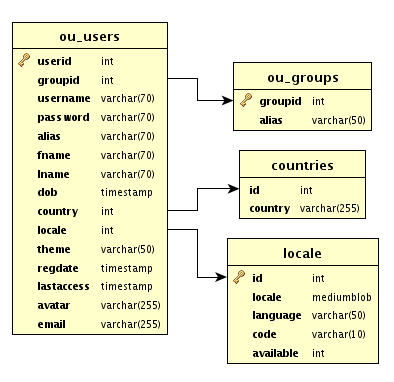 ou_users
userid int
groupid int
username varchar(70)
password varchar(70)
alias varchar(70)
fname varchar(70)
lname varchar(70)
dob timestamp
country int
locale int
theme varchar(50)
regdate timestamp
lastaccess timestamp
avatar varchar(255)
email varchar(255)
ou_groups
groupid int
alias varchar(50)
countries
id int
country varchar(255)
locale
id int
locale mediumblob
language varchar(50)
code varchar(10)
available int